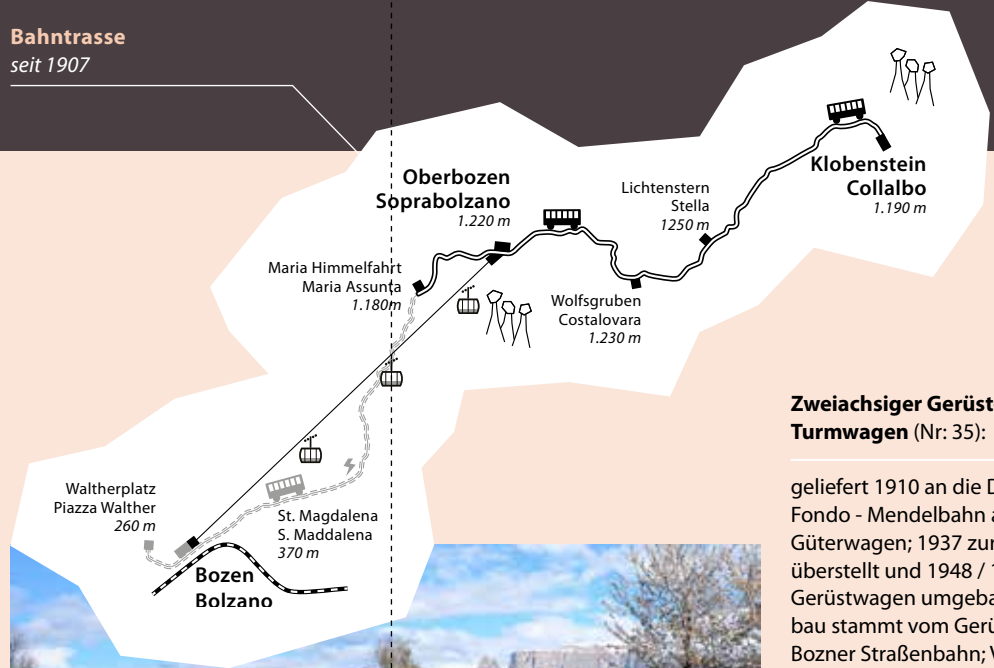 Bahntrasse
seit 1907
Klobenstein
Collalbo
1.190 m
Oberbozen
Soprabolzano
1.220 m
Lichtenstern
Stella
1250 m
Maria Himmelfahrt
Maria Assunta
1.180m
Wolfsgruben
Costalovara
1.230 m
Waltherplatz
Piazza Walther
260 m
St. Magdalena
S. Maddalena
370 m
Bozen
Bolzano
Zweiachsiger Gerüst
Turmwagen (Nr: 35):
geliefert 1910 an die D
Fondo - Mendelbahn a
Güterwagen; 1937 zur
überstellt und 1948 / 1
Gerüstwagen umgeba
bau stammt vom Gerü
Bozner Straßenbahn; V